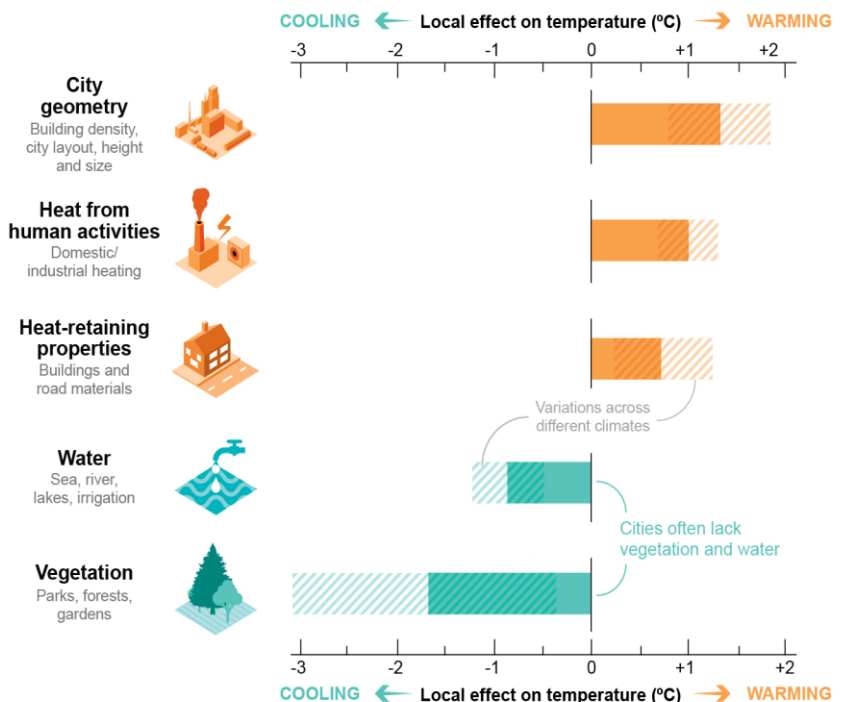 COOLING Local effect on temperature (ºC) WARMING
-3 -2 -1 0 +1 +2
City
geometry
Building density,
city layout, height
and size
Heat from
human activities
Domestic/
industrial heating
Heat-retaining
properties
Buildings and
road materials
Variations across
different climates
Water
Sea, river,
lakes, irrigation
Cities often lack
vegetation and water
Vegetation
Parks, forests,
gardens
-3 -2 -1 0 +1 +2
COOLING Local effect on temperature (ºC) WARMING